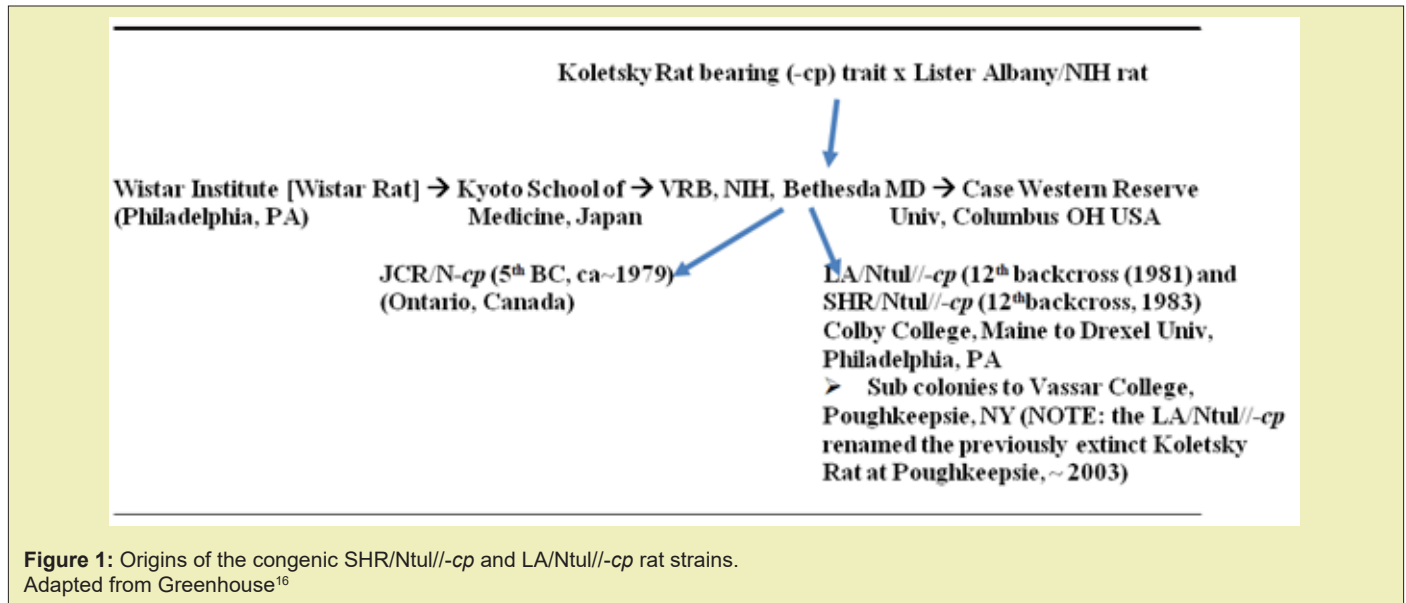 Koletsky Rat bearing (-cp) trait x Lister Albany/NIH rat
Wistar Institute [Wistar Rat] → Kyoto School of → VRB, NIH, Bethesda MD → Case Western Reserve
(Philadelphia, PA) Medicine, Japan Univ, Columbus OH USA
JCR/N-cp (5th BC, ca~1979)
(Ontario, Canada)
LA/Ntul//-cp (12th backcross (1981) and
SHR/Ntul//-cp (12thbackcross, 1983)
Colby College, Maine to Drexel Univ,
Philadelphia, PA
➢ Sub colonies to Vassar College,
Poughkeepsie, NY (NOTE: the LA/Ntul//-cp
renamed the previously extinct Koletsky
Rat at Poughkeepsie, ~ 2003)
Figure 1: Origins of the congenic SHR/Ntul//-cp and LA/Ntul//-cp rat strains.
Adapted from Greenhouse16